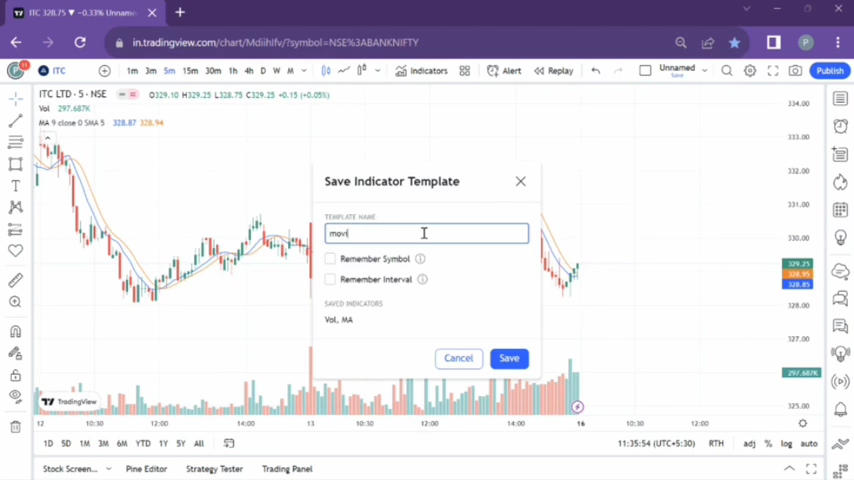 ITC 328.75 ▼ −0.33% Unname
in.tradingview.com/chart/MdiihIfv/?symbol=NSE%3ABANKNIFTY
P
11
ITC
1m 3m 5m 15m 30m 1h 4h D W M
Indicators
Alert
Replay
Unnamed
Save
Publish
ITC LTD · 5 · NSE
O329.10 H329.25 L328.75 C329.25 +0.15 (+0.05%)
Vol 297.687K
MA 9 close 0 SMA 5 328.87 328.94
334.00
333.00
332.00
331.00
330.00
329.25
328.95
328.85
328.00
327.00
297.687K
325.00
Save Indicator Template
TEMPLATE NAME
movi
Remember Symbol
Remember Interval
SAVED INDICATORS
Vol, MA
Cancel
Save
TradingView
12 10:30 12:00 14:00 13 10:30 12:00 14:00 16 10:30 12:00
1D 5D 1M 3M 6M YTD 1Y 5Y All
11:35:54 (UTC+5:30) RTH adj % log auto
Stock Screen... Pine Editor Strategy Tester Trading Panel